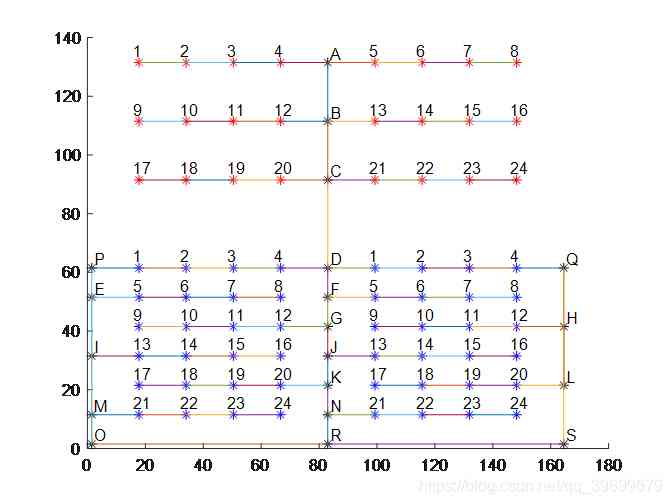 140
1 2 3 4 A 5 6 7 8
120
9 10 11 12 B 13 14 15 16
100
17 18 19 20 C 21 22 23 24
80
P 1 2 3 4 D 1 2 3 4 Q
60
E 5 6 7 8 F 5 6 7 8
9 10 11 12 G 9 10 11 12 H
40
I 13 14 15 16 J 13 14 15 16
17 18 19 20 K 17 18 19 20 L
20
M 21 22 23 24 N 21 22 23 24
O R S
0
0 20 40 60 80 100 120 140 160 180
https://blog.csdn.net/qq_39699679